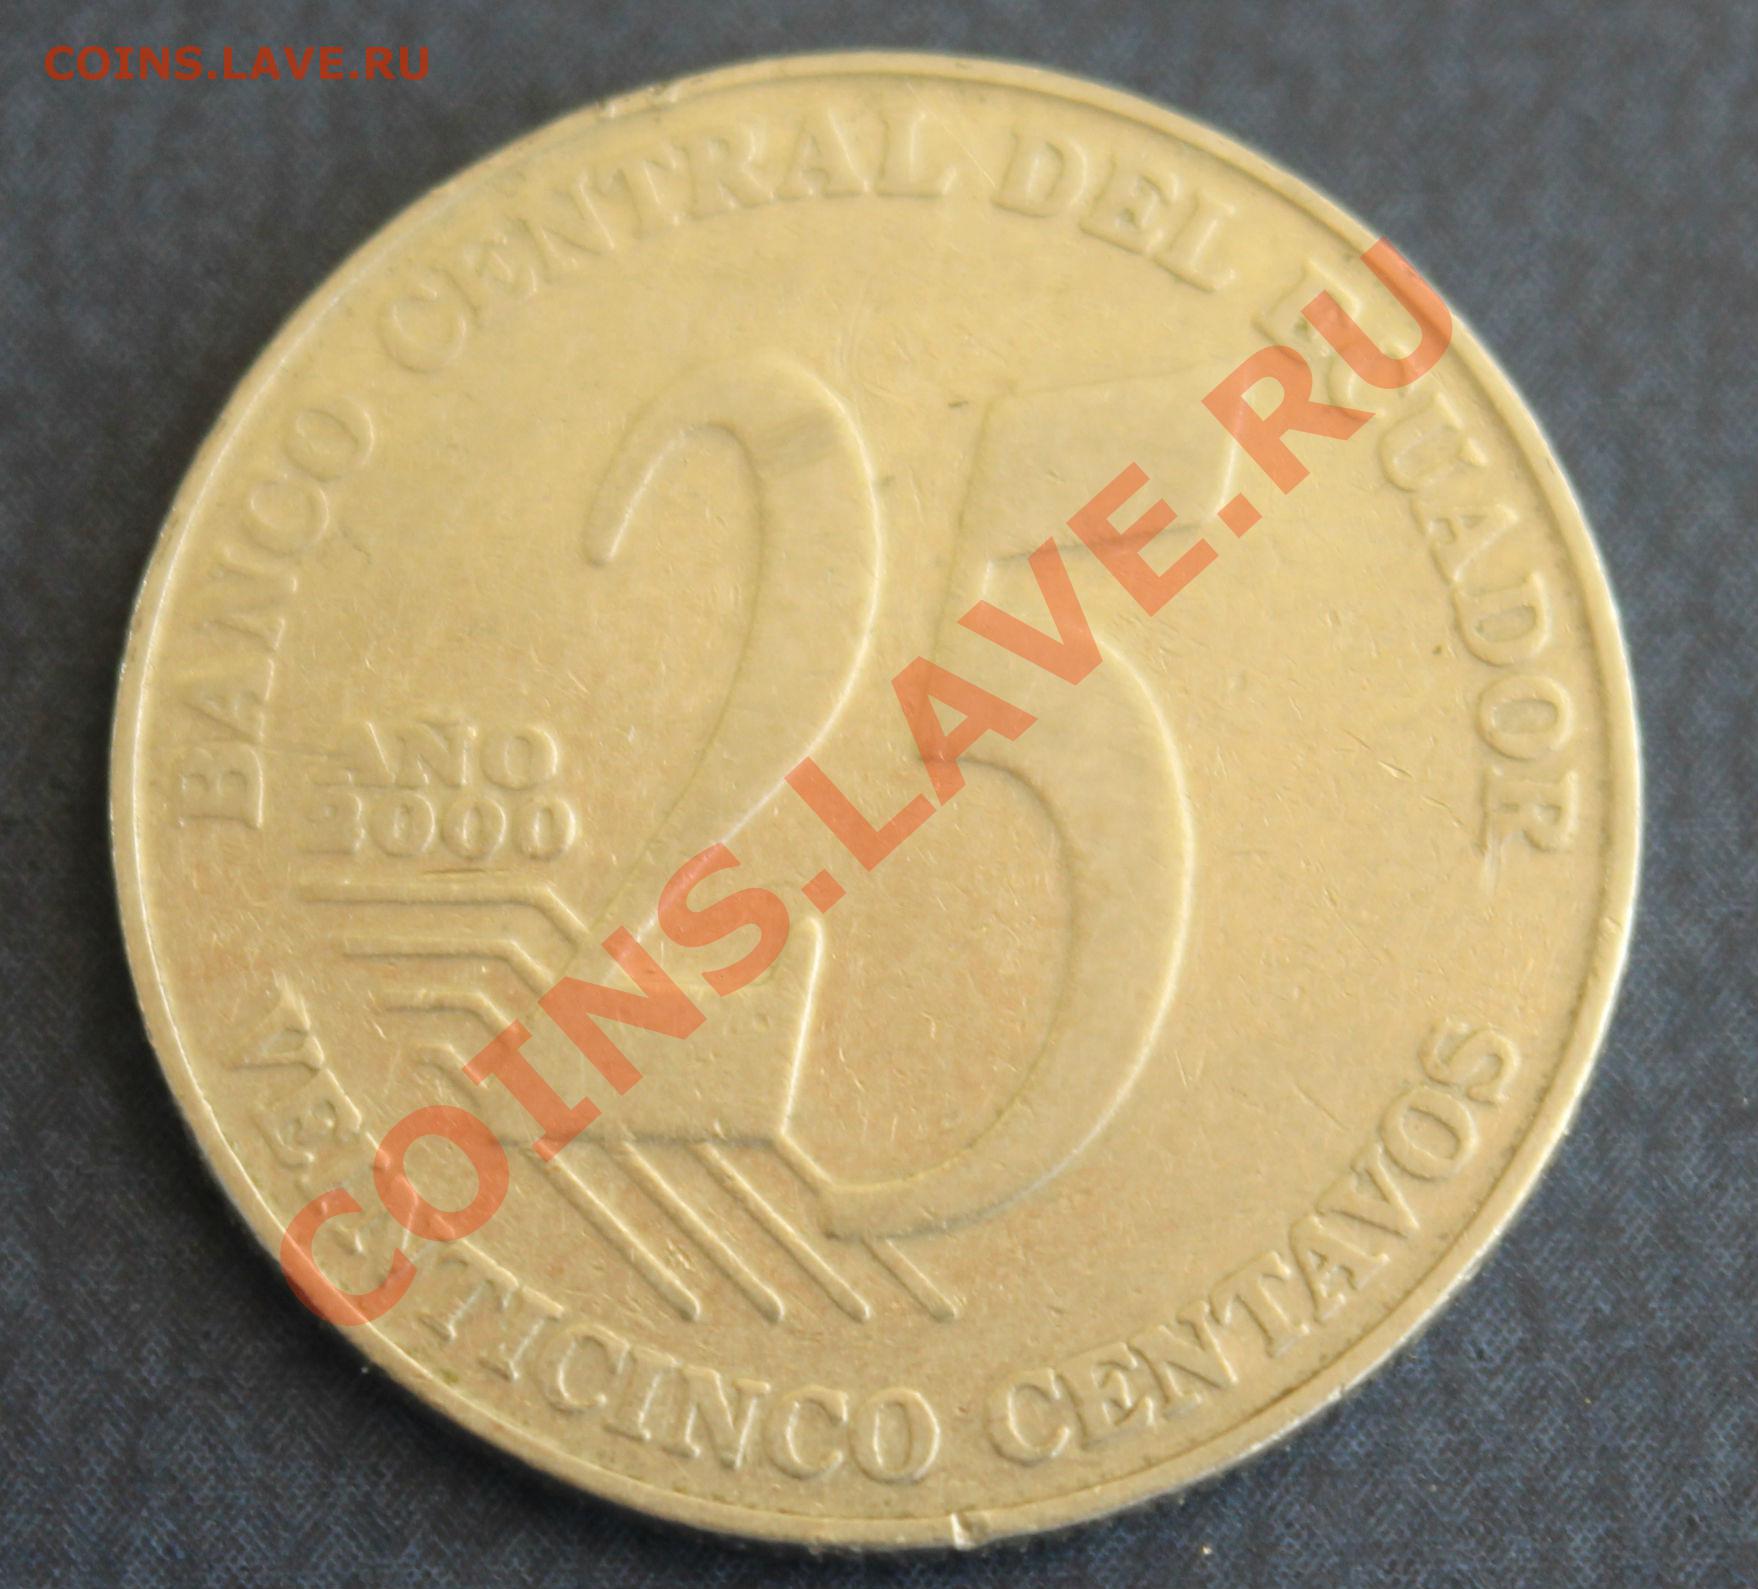 COINS.LAVE.RU
BANCO CENTRAL DEL ECUADOR
25
AÑO
2000
VEINTICINCO CENTAVOS
COINS.LAVE.RU